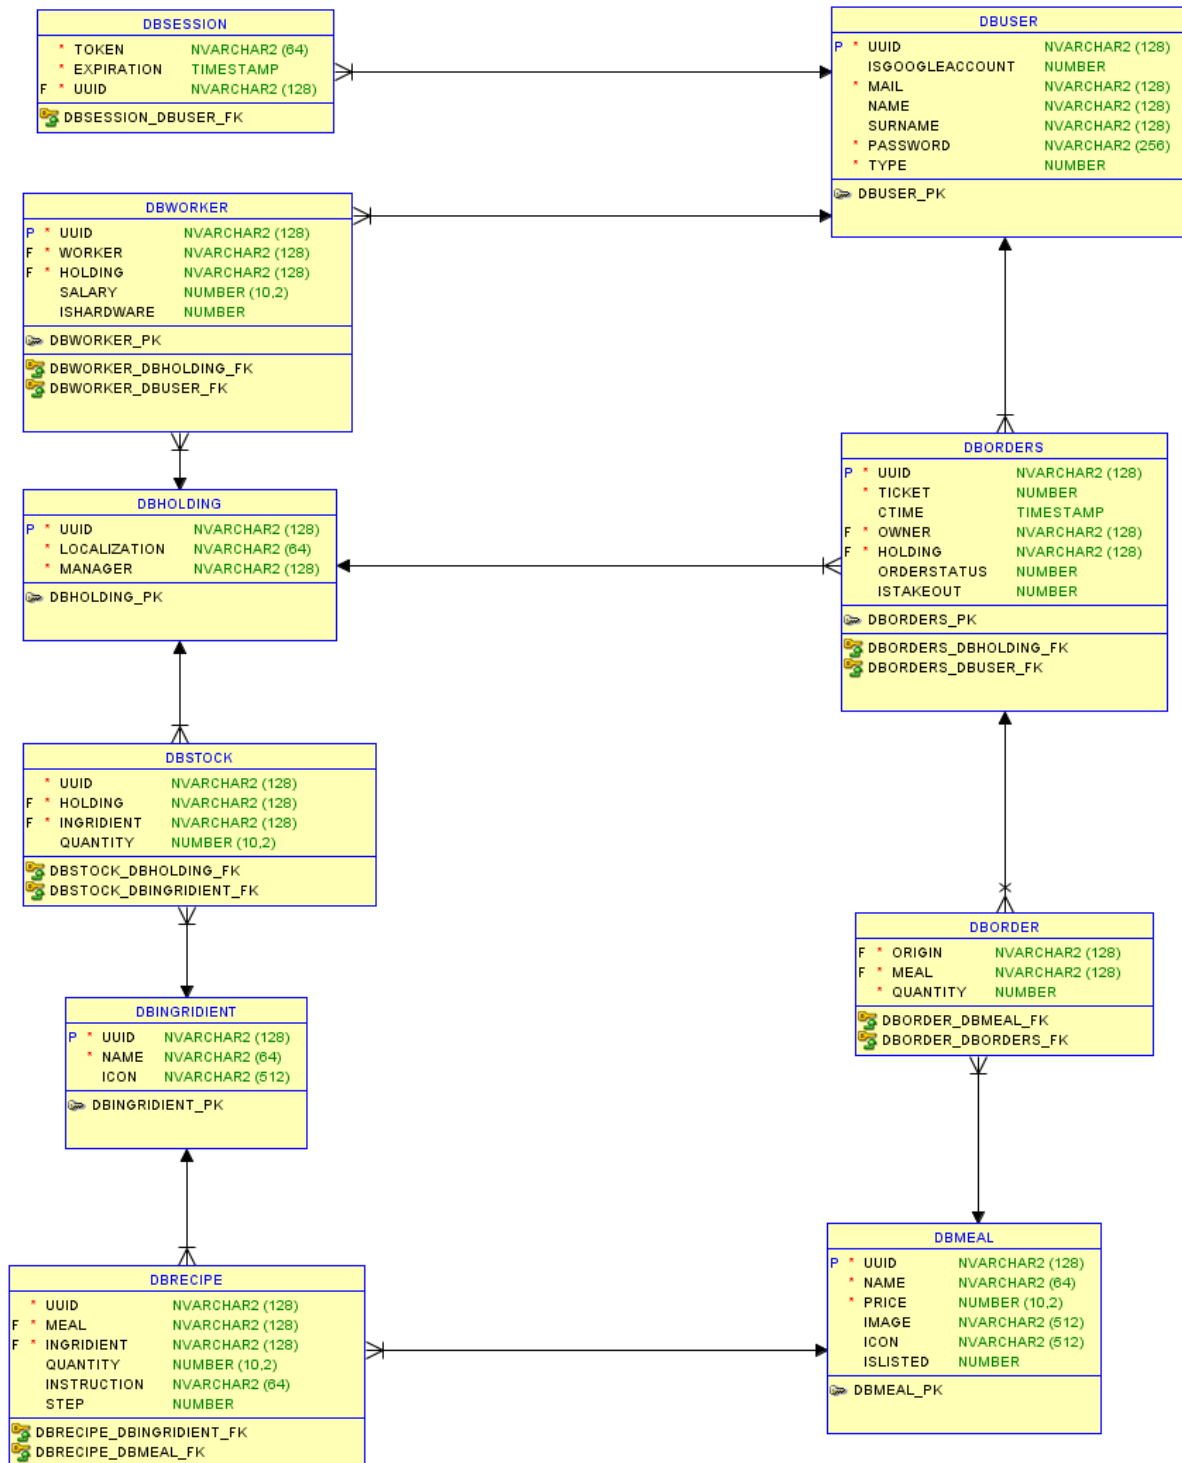 DBSESSION
* TOKEN NVARCHAR2 (64)
* EXPIRATION TIMESTAMP
F * UUID NVARCHAR2 (128)
DBSESSION_DBUSER_FK
DBUSER
P * UUID NVARCHAR2 (128)
ISGOOGLEACCOUNT NUMBER
* MAIL NVARCHAR2 (128)
NAME NVARCHAR2 (128)
SURNAME NVARCHAR2 (128)
* PASSWORD NVARCHAR2 (256)
* TYPE NUMBER
DBUSER_PK
DBWORKER
P * UUID NVARCHAR2 (128)
F * WORKER NVARCHAR2 (128)
F * HOLDING NVARCHAR2 (128)
SALARY NUMBER (10,2)
ISHARDWARE NUMBER
DBWORKER_PK
DBWORKER_DBHOLDING_FK
DBWORKER_DBUSER_FK
DBORDERS
P * UUID NVARCHAR2 (128)
* TICKET NUMBER
CTIME TIMESTAMP
F * OWNER NVARCHAR2 (128)
F * HOLDING NVARCHAR2 (128)
ORDERSTATUS NUMBER
ISTAKEOUT NUMBER
DBORDERS_PK
DBORDERS_DBHOLDING_FK
DBORDERS_DBUSER_FK
DBHOLDING
P * UUID NVARCHAR2 (128)
* LOCALIZATION NVARCHAR2 (64)
* MANAGER NVARCHAR2 (128)
DBHOLDING_PK
DBSTOCK
* UUID NVARCHAR2 (128)
F * HOLDING NVARCHAR2 (128)
F * INGRIDIENT NVARCHAR2 (128)
QUANTITY NUMBER (10,2)
DBSTOCK_DBHOLDING_FK
DBSTOCK_DBINGRIDIENT_FK
DBORDER
F * ORIGIN NVARCHAR2 (128)
F * MEAL NVARCHAR2 (128)
* QUANTITY NUMBER
DBORDER_DBMEAL_FK
DBORDER_DBORDERS_FK
DBINGRIDIENT
P * UUID NVARCHAR2 (128)
* NAME NVARCHAR2 (64)
ICON NVARCHAR2 (512)
DBINGRIDIENT_PK
DBRECIPE
* UUID NVARCHAR2 (128)
F * MEAL NVARCHAR2 (128)
F * INGRIDIENT NVARCHAR2 (128)
QUANTITY NUMBER (10,2)
INSTRUCTION NVARCHAR2 (64)
STEP NUMBER
DBRECIPE_DBINGRIDIENT_FK
DBRECIPE_DBMEAL_FK
DBMEAL
P * UUID NVARCHAR2 (128)
* NAME NVARCHAR2 (64)
* PRICE NUMBER (10,2)
IMAGE NVARCHAR2 (512)
ICON NVARCHAR2 (512)
ISLISTED NUMBER
DBMEAL_PK